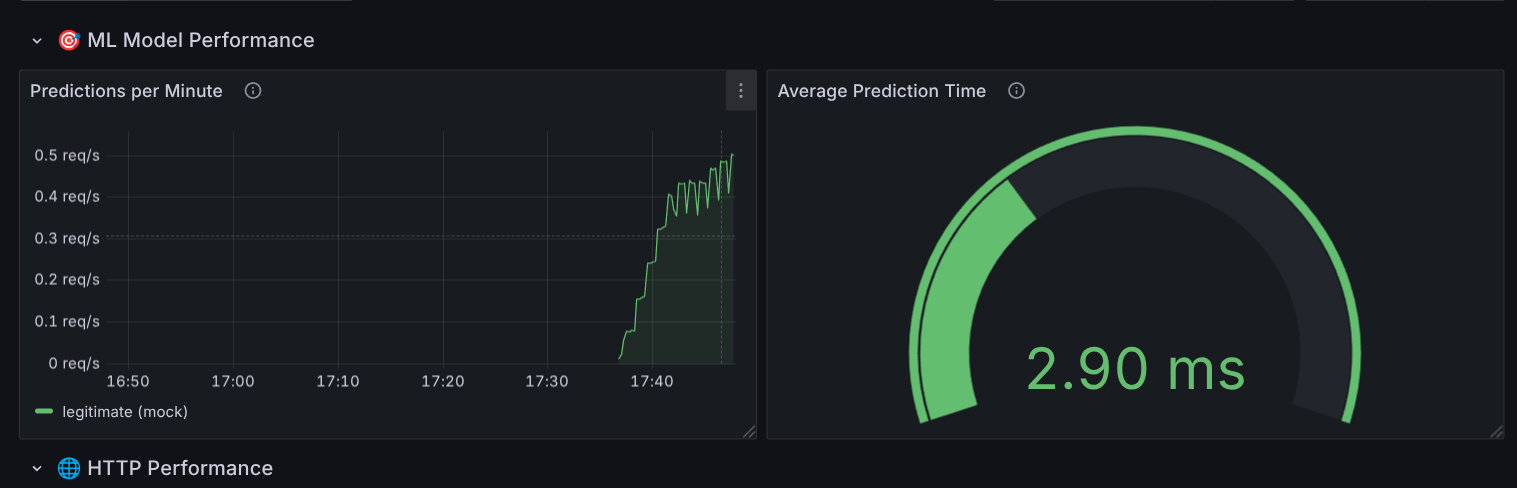 🎯 ML Model Performance
Predictions per Minute
0.5 req/s
0.4 req/s
0.3 req/s
0.2 req/s
0.1 req/s
0 req/s
16:50 17:00 17:10 17:20 17:30 17:40
legitimate (mock)
Average Prediction Time
2.90 ms
🌐 HTTP Performance